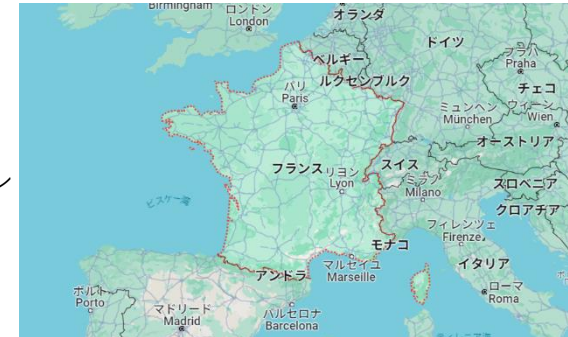 Birmingham
ロンドン
London
オランダ
ドイツ
ベルギー
ルクセンブルク
プラハ
Praha
チェコ
パリ
Paris
ミュンヘン
München
ウィーン
Wien
オーストリア
フランス
リヨン
Lyon
スイス
ミラノ
Milano
スロベニア
クロアチア
ビスケー湾
フィレンツェ
Firenze
モナコ
マルセイユ
Marseille
イタリア
アンドラ
ローマ
Roma
ポルト
Porto
マドリード
Madrid
バルセロナ
Barcelona
ティレニア海